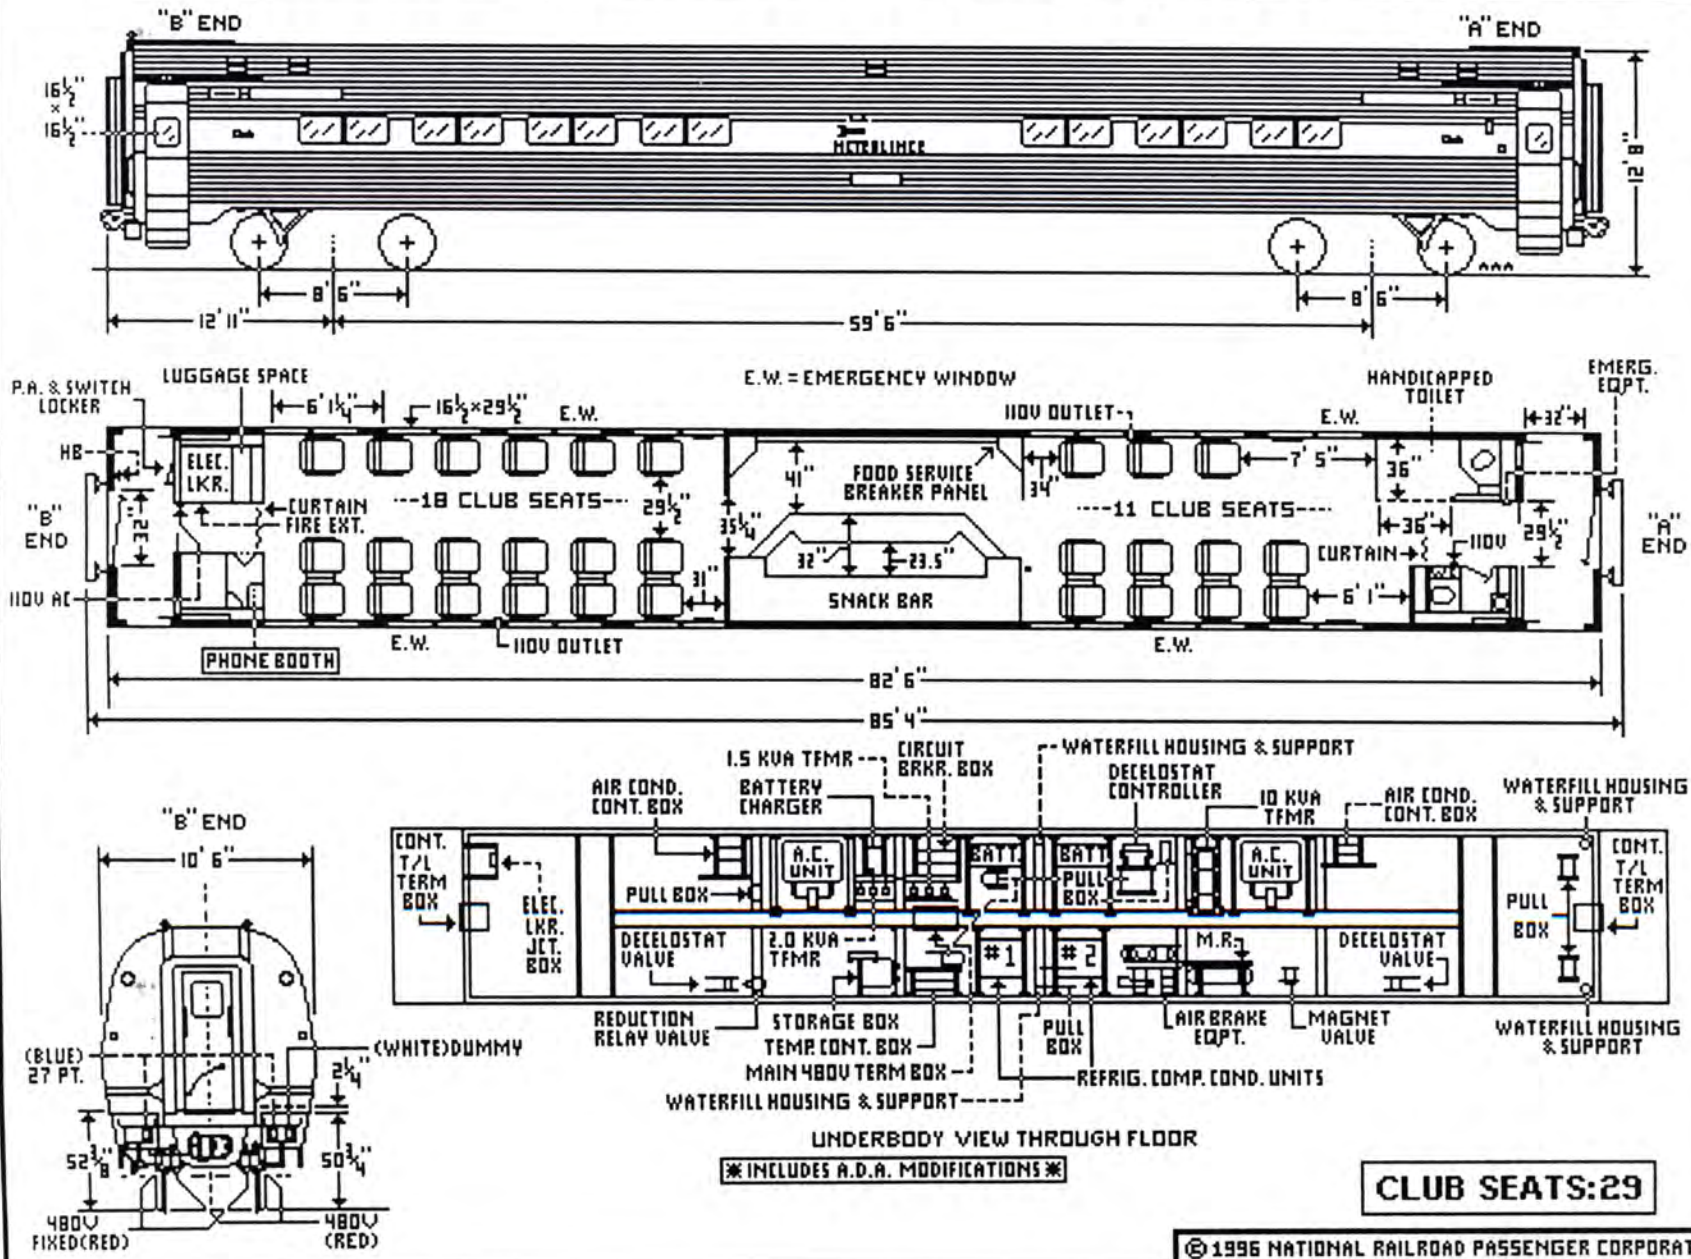 "B" END
"A" END
16½"
×
16½"
12' 8"
8' 6"
8' 6"
12' 11"
59' 6"
P.A. & SWITCH
LOCKER
LUGGAGE SPACE
E.W. = EMERGENCY WINDOW
HANDICAPPED
TOILET
EMERG.
EQPT.
6' 1¼"
16½"×29½"
E.W.
110V OUTLET
E.W.
32"
HB
ELEC.
LKR.
41"
FOOD SERVICE
BREAKER PANEL
34"
7' 5"
36"
CURTAIN
FIRE EXT.
18 CLUB SEATS
29½"
35¼"
11 CLUB SEATS
36"
29½"
"B"
END
"A"
END
32"
23.5"
CURTAIN
110V
110V AC
31"
SNACK BAR
6' 1"
PHONE BOOTH
E.W.
110V OUTLET
E.W.
82' 6"
85' 4"
1.5 KVA TFMR
CIRCUIT
BRKR. BOX
WATERFILL HOUSING & SUPPORT
AIR COND.
CONT. BOX
BATTERY
CHARGER
DECELOSTAT
CONTROLLER
10 KVA
TFMR
AIR COND.
CONT. BOX
WATERFILL HOUSING
& SUPPORT
"B" END
10' 6"
CONT.
T/L
TERM
BOX
A.C.
UNIT
BATT.
BATT.
A.C.
UNIT
CONT.
T/L
TERM
BOX
PULL BOX
PULL
BOX
PULL
BOX
ELEC.
LKR.
JCT.
BOX
DECELOSTAT
VALVE
2.0 KVA
TFMR
#1
#2
M.R.
DECELOSTAT
VALVE
REDUCTION
RELAY VALVE
STORAGE BOX
TEMP. CONT. BOX
PULL
BOX
AIR BRAKE
EQPT.
MAGNET
VALVE
WATERFILL HOUSING
& SUPPORT
MAIN 480V TERM BOX
REFRIG. COMP. COND. UNITS
WATERFILL HOUSING & SUPPORT
(BLUE)
27 PT.
(WHITE)DUMMY
2¼"
52⅜"
50¾"
480V
FIXED(RED)
480V
(RED)
UNDERBODY VIEW THROUGH FLOOR
* INCLUDES A.D.A. MODIFICATIONS *
CLUB SEATS:29
© 1996 NATIONAL RAILROAD PASSENGER CORPORAT